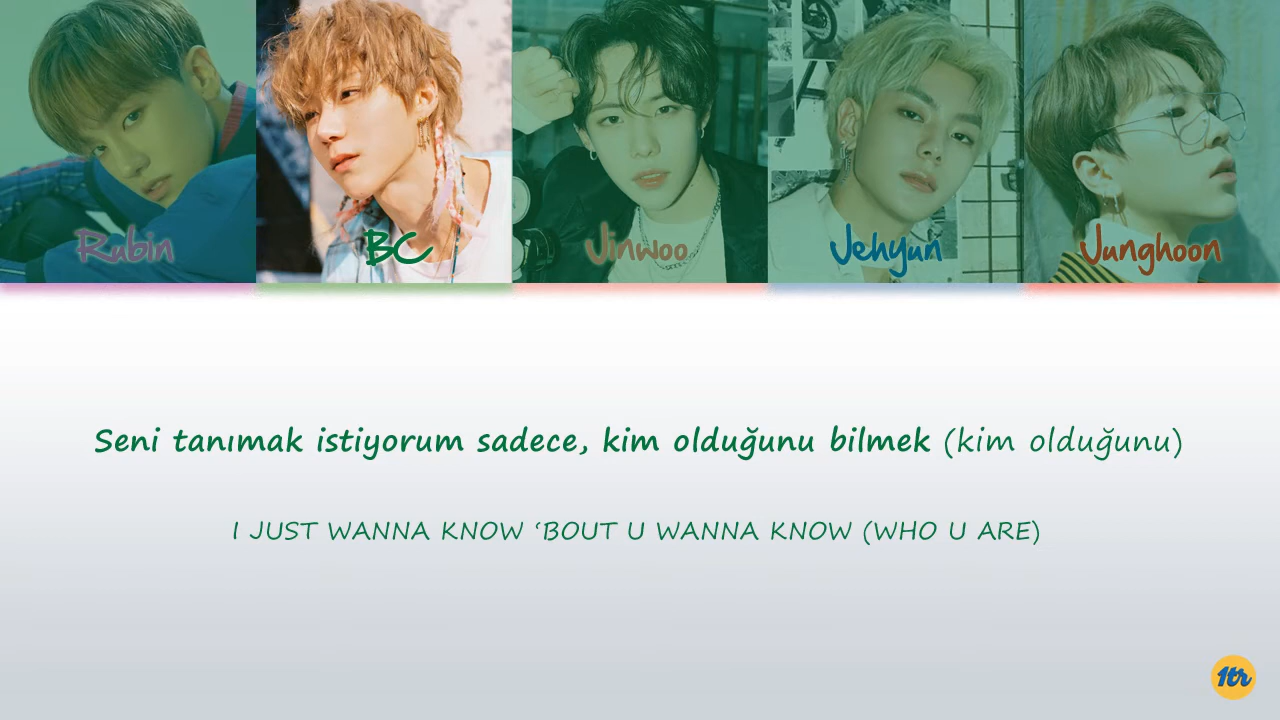 Rubin BC Jinwoo Jehyun Junghoon
Seni tanımak istiyorum sadece, kim olduğunu bilmek (kim olduğunu)
I JUST WANNA KNOW ‘BOUT U WANNA KNOW (WHO U ARE)
1tr